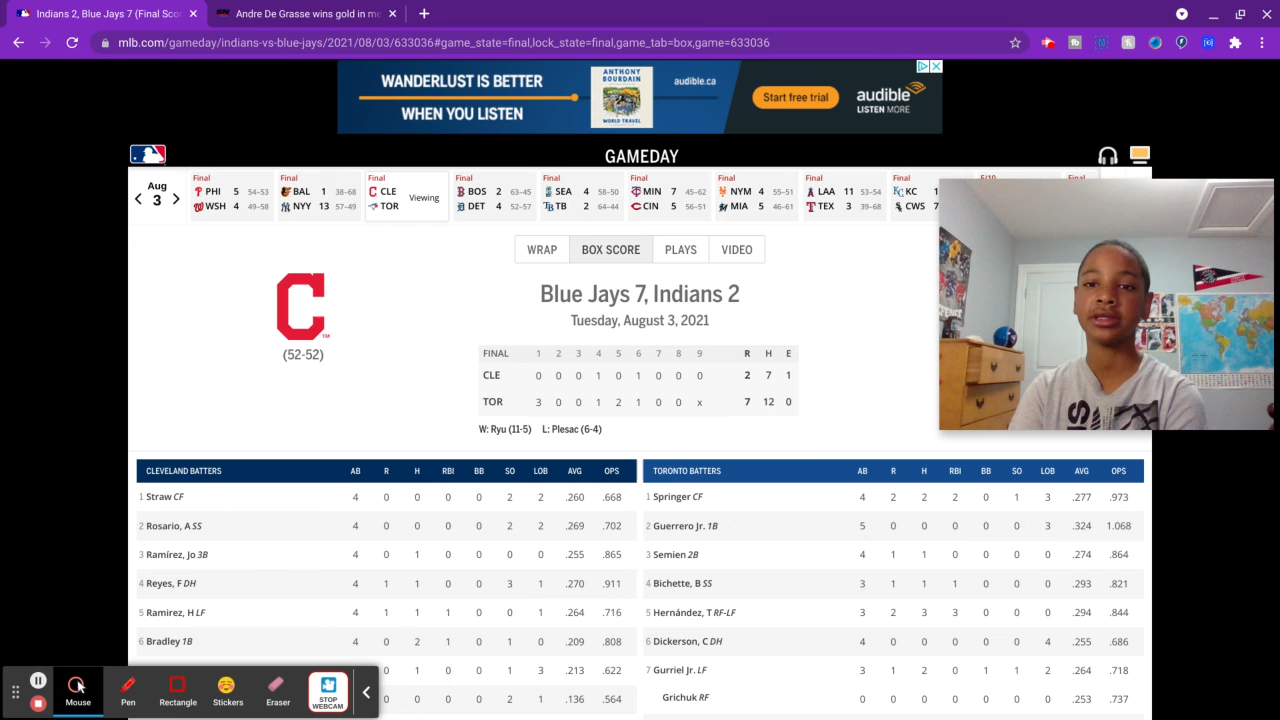 Indians 2, Blue Jays 7 (Final Sco
Andre De Grasse wins gold in me
mlb.com/gameday/indians-vs-blue-jays/2021/08/03/633036#game_state=final,lock_state=final,game_tab=box,game=633036
WANDERLUST IS BETTER
WHEN YOU LISTEN
ANTHONY
BOURDAIN
WORLD TRAVEL
audible.ca
Start free trial
audible
LISTEN MORE
GAMEDAY
Aug
3
Final
PHI 5 54-53
WSH 4 49-58
Final
BAL 1 38-68
NYY 13 57-49
Final
CLE
TOR
Viewing
Final
BOS 2 63-45
DET 4 52-57
Final
SEA 4 58-50
TB 2 64-44
Final
MIN 7 45-62
CIN 5 56-51
Final
NYM 4 55-51
MIA 5 46-61
Final
LAA 11 53-54
TEX 3 39-68
Final
KC 1
CWS 7
F/10
Final
WRAP BOX SCORE PLAYS VIDEO
Blue Jays 7, Indians 2
Tuesday, August 3, 2021
C
TM
(52-52)
FINAL 1 2 3 4 5 6 7 8 9 R H E
CLE 0 0 0 1 0 1 0 0 0 2 7 1
TOR 3 0 0 1 2 1 0 0 x 7 12 0
W: Ryu (11-5) L: Plesac (6-4)
CLEVELAND BATTERS AB R H RBI BB SO LOB AVG OPS
1 Straw CF 4 0 0 0 0 2 2 .260 .668
2 Rosario, A SS 4 0 0 0 0 2 2 .269 .702
3 Ramírez, Jo 3B 4 0 1 0 0 0 0 .255 .865
4 Reyes, F DH 4 1 1 0 0 3 1 .270 .911
5 Ramirez, H LF 4 1 1 1 0 0 1 .264 .716
6 Bradley 1B 4 0 2 1 0 1 0 .209 .808
0 1 0 0 1 3 .213 .622
0 0 0 0 2 1 .136 .564
TORONTO BATTERS AB R H RBI BB SO LOB AVG OPS
1 Springer CF 4 2 2 2 0 1 3 .277 .973
2 Guerrero Jr. 1B 5 0 0 0 0 0 3 .324 1.068
3 Semien 2B 4 1 1 0 0 0 0 .274 .864
4 Bichette, B SS 3 1 1 1 0 0 0 .293 .821
5 Hernández, T RF-LF 3 2 3 3 0 0 0 .294 .844
6 Dickerson, C DH 4 0 0 0 0 0 4 .255 .686
7 Gurriel Jr. LF 3 1 2 0 1 1 2 .264 .718
Grichuk RF 0 0 0 0 0 0 0 .253 .737
Mouse
Pen
Rectangle
Stickers
Eraser
STOP
WEBCAM